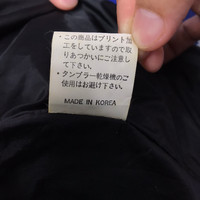 ・この商品はプリント加
工をしていますので取
りあつかいにご注意し
て下さい。
・タンブラー乾燥機のご
使用はお避け下さい。
MADE IN KOREA